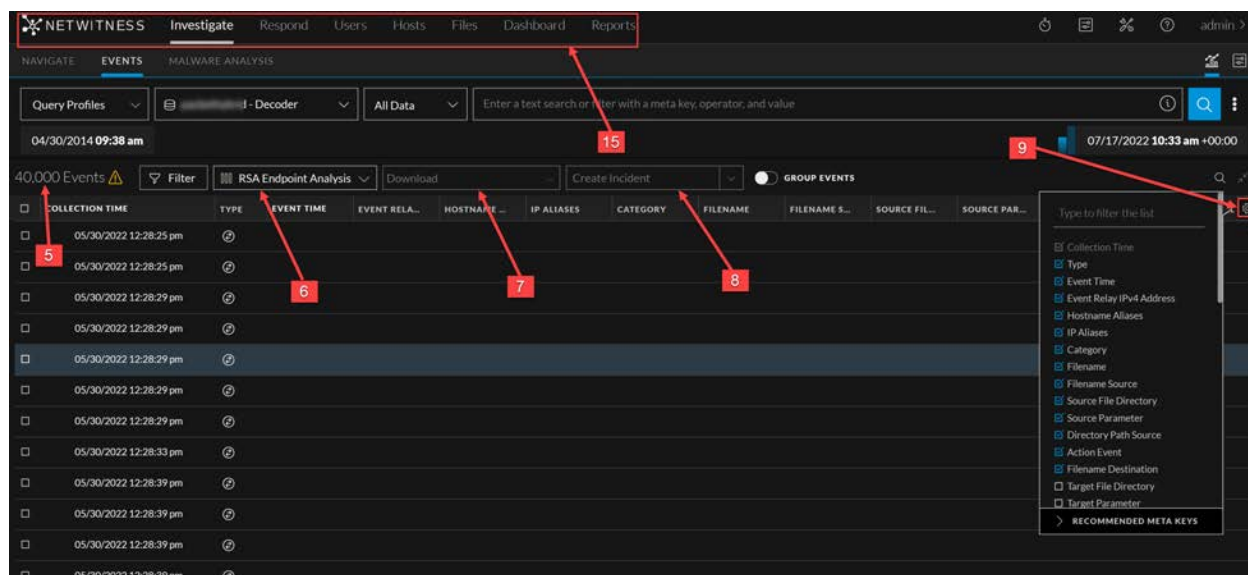 NETWITNESS Investigate Respond Users Hosts Files Dashboard Reports admin >
NAVIGATE EVENTS MALWARE ANALYSIS
Query Profiles d - Decoder All Data Enter a text search or filter with a meta key, operator, and value
15
04/30/2014 09:38 am 07/17/2022 10:33 am +00:00
9
40,000 Events Filter RSA Endpoint Analysis Download Create Incident GROUP EVENTS
COLLECTION TIME TYPE EVENT TIME EVENT RELA... HOSTNAME ... IP ALIASES CATEGORY FILENAME FILENAME S... SOURCE FIL... SOURCE PAR...
05/30/2022 12:28:25 pm
5
05/30/2022 12:28:25 pm
6
7
8
05/30/2022 12:28:29 pm
05/30/2022 12:28:29 pm
05/30/2022 12:28:29 pm
05/30/2022 12:28:29 pm
05/30/2022 12:28:29 pm
05/30/2022 12:28:33 pm
05/30/2022 12:28:39 pm
05/30/2022 12:28:39 pm
05/30/2022 12:28:39 pm
05/30/2022 12:28:39 pm
Type to filter the list
Collection Time
Type
Event Time
Event Relay IPv4 Address
Hostname Aliases
IP Aliases
Category
Filename
Filename Source
Source File Directory
Source Parameter
Directory Path Source
Action Event
Filename Destination
Target File Directory
Target Parameter
> RECOMMENDED META KEYS